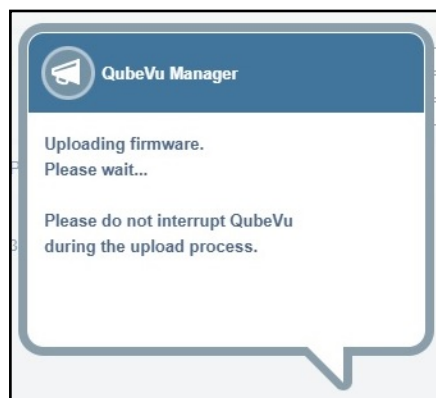 QubeVu Manager
Uploading firmware.
Please wait...
Please do not interrupt QubeVu
during the upload process.